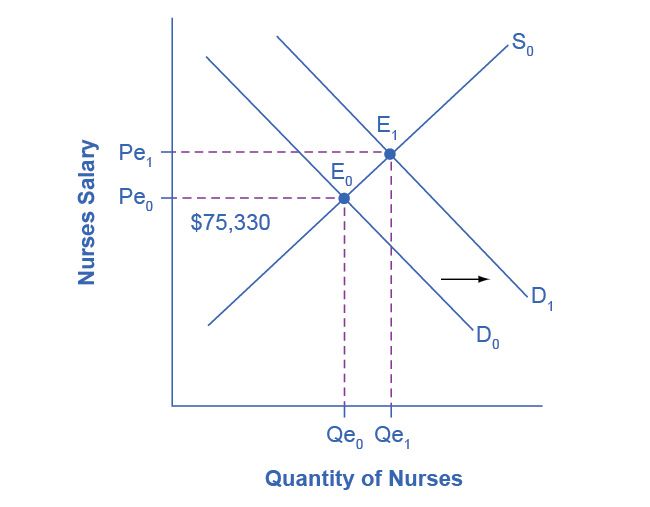 S₀
E₁
Pe₁
E₀
Pe₀
$75,330
Nurses Salary
D₁
D₀
Qe₀ Qe₁
Quantity of Nurses